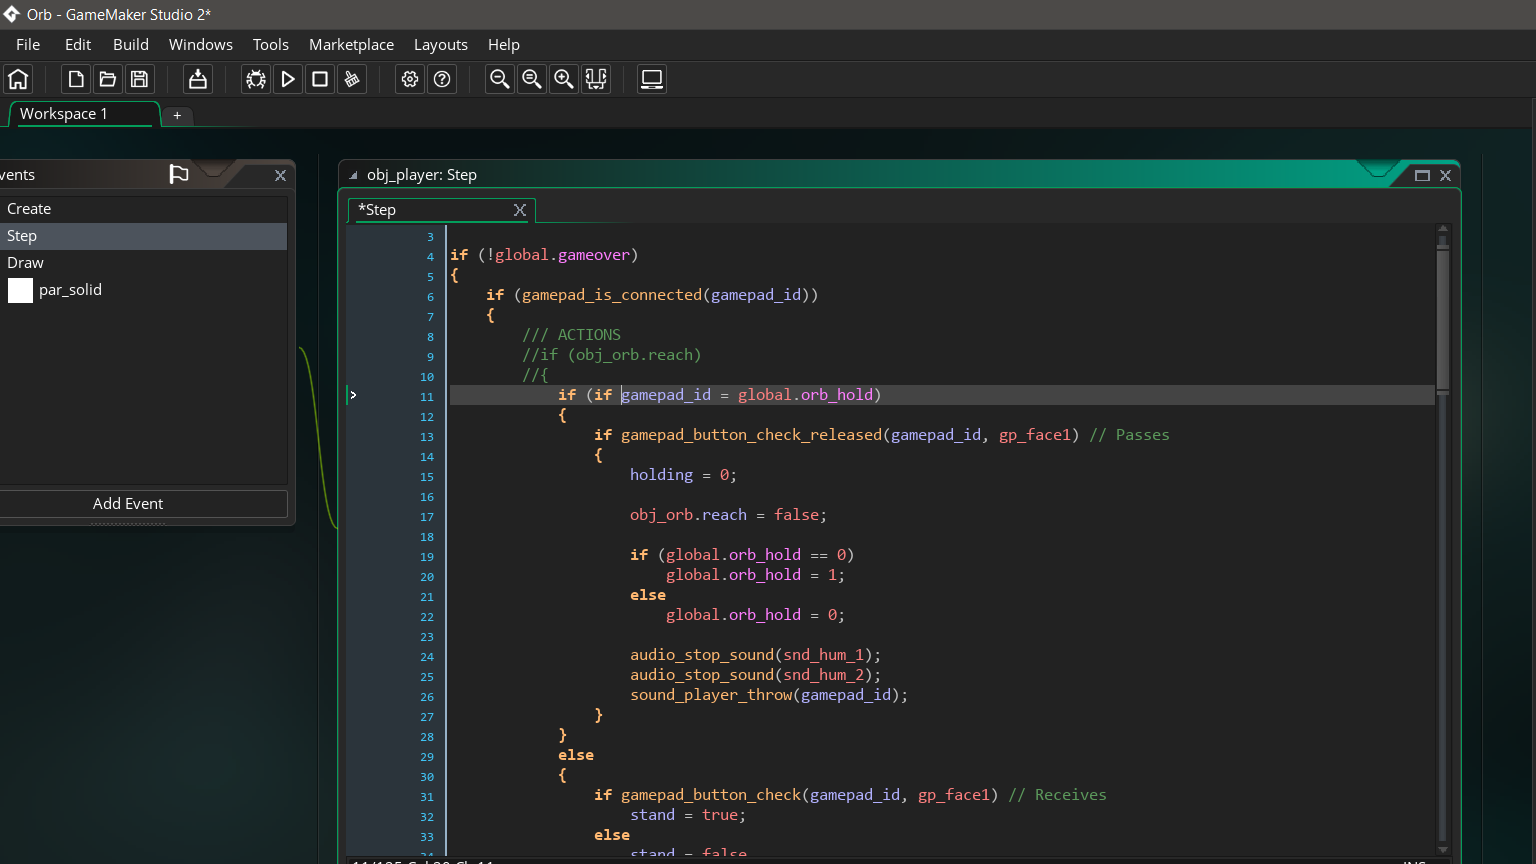 Orb - GameMaker Studio 2*
File Edit Build Windows Tools Marketplace Layouts Help
Workspace 1 +
vents
Create
Step
Draw
par_solid
Add Event
obj_player: Step
*Step
3
4 if (!global.gameover)
5 {
6 if (gamepad_is_connected(gamepad_id))
7 {
8 /// ACTIONS
9 //if (obj_orb.reach)
10 //{
11 if (if gamepad_id = global.orb_hold)
12 {
13 if gamepad_button_check_released(gamepad_id, gp_face1) // Passes
14 {
15 holding = 0;
16
17 obj_orb.reach = false;
18
19 if (global.orb_hold == 0)
20 global.orb_hold = 1;
21 else
22 global.orb_hold = 0;
23
24 audio_stop_sound(snd_hum_1);
25 audio_stop_sound(snd_hum_2);
26 sound_player_throw(gamepad_id);
27 }
28 }
29 else
30 {
31 if gamepad_button_check(gamepad_id, gp_face1) // Receives
32 stand = true;
33 else
34 stand = false